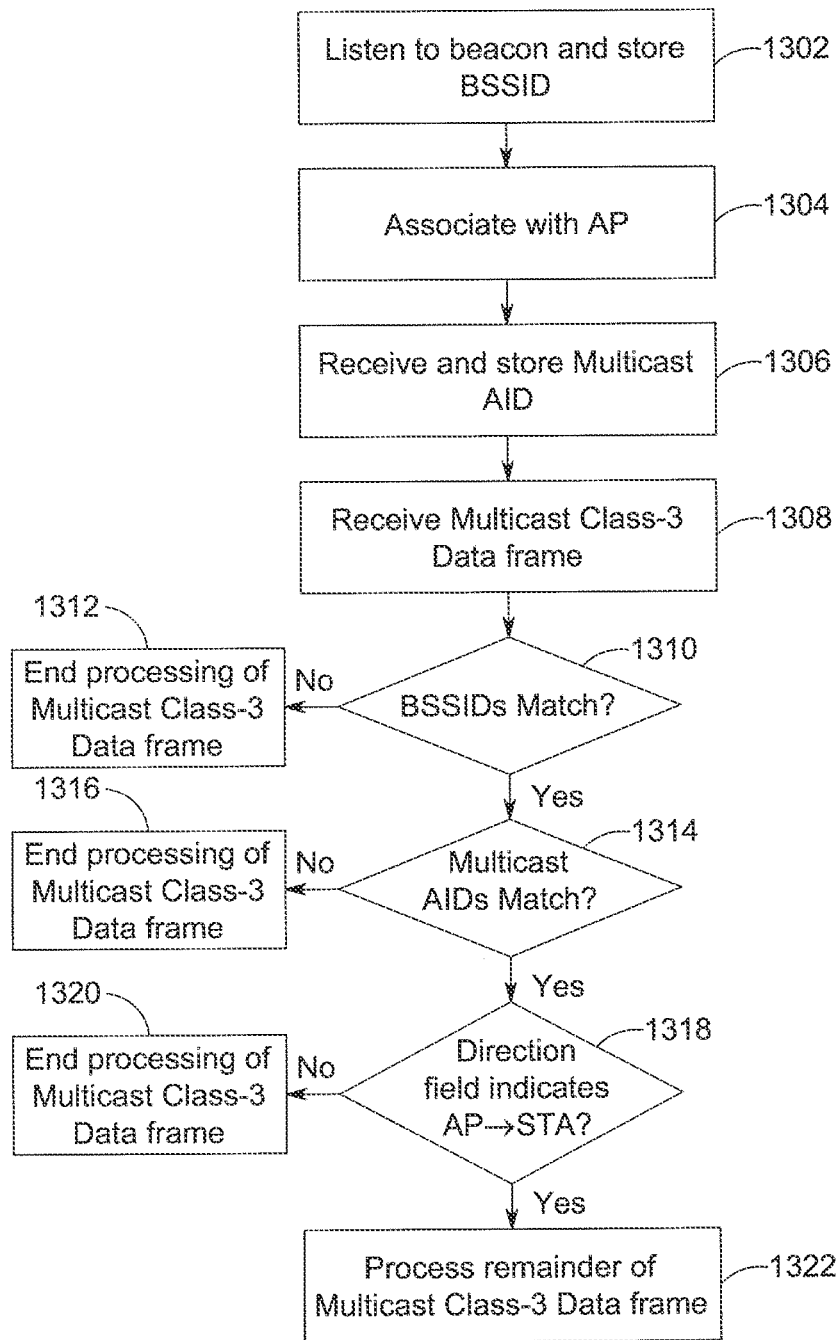 Listen to beacon and store
BSSID
1302
Associate with AP
1304
Receive and store Multicast
AID
1306
Receive Multicast Class-3
Data frame
1308
BSSIDs Match?
1310
No
1312
End processing of
Multicast Class-3
Data frame
Yes
Multicast
AIDs Match?
1314
No
1316
End processing of
Multicast Class-3
Data frame
Yes
Direction
field indicates
AP→STA?
1318
No
1320
End processing of
Multicast Class-3
Data frame
Yes
Process remainder of
Multicast Class-3 Data frame
1322